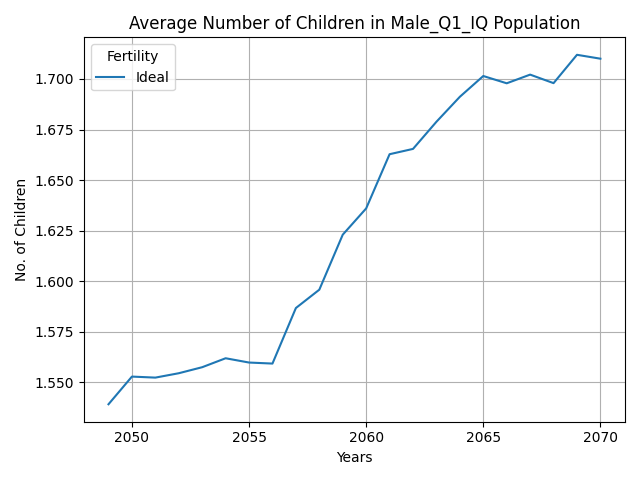 Average Number of Children in Male_Q1_IQ Population
Fertility
Ideal
No. of Children
1.700
1.675
1.650
1.625
1.600
1.575
1.550
2050 2055 2060 2065 2070
Years